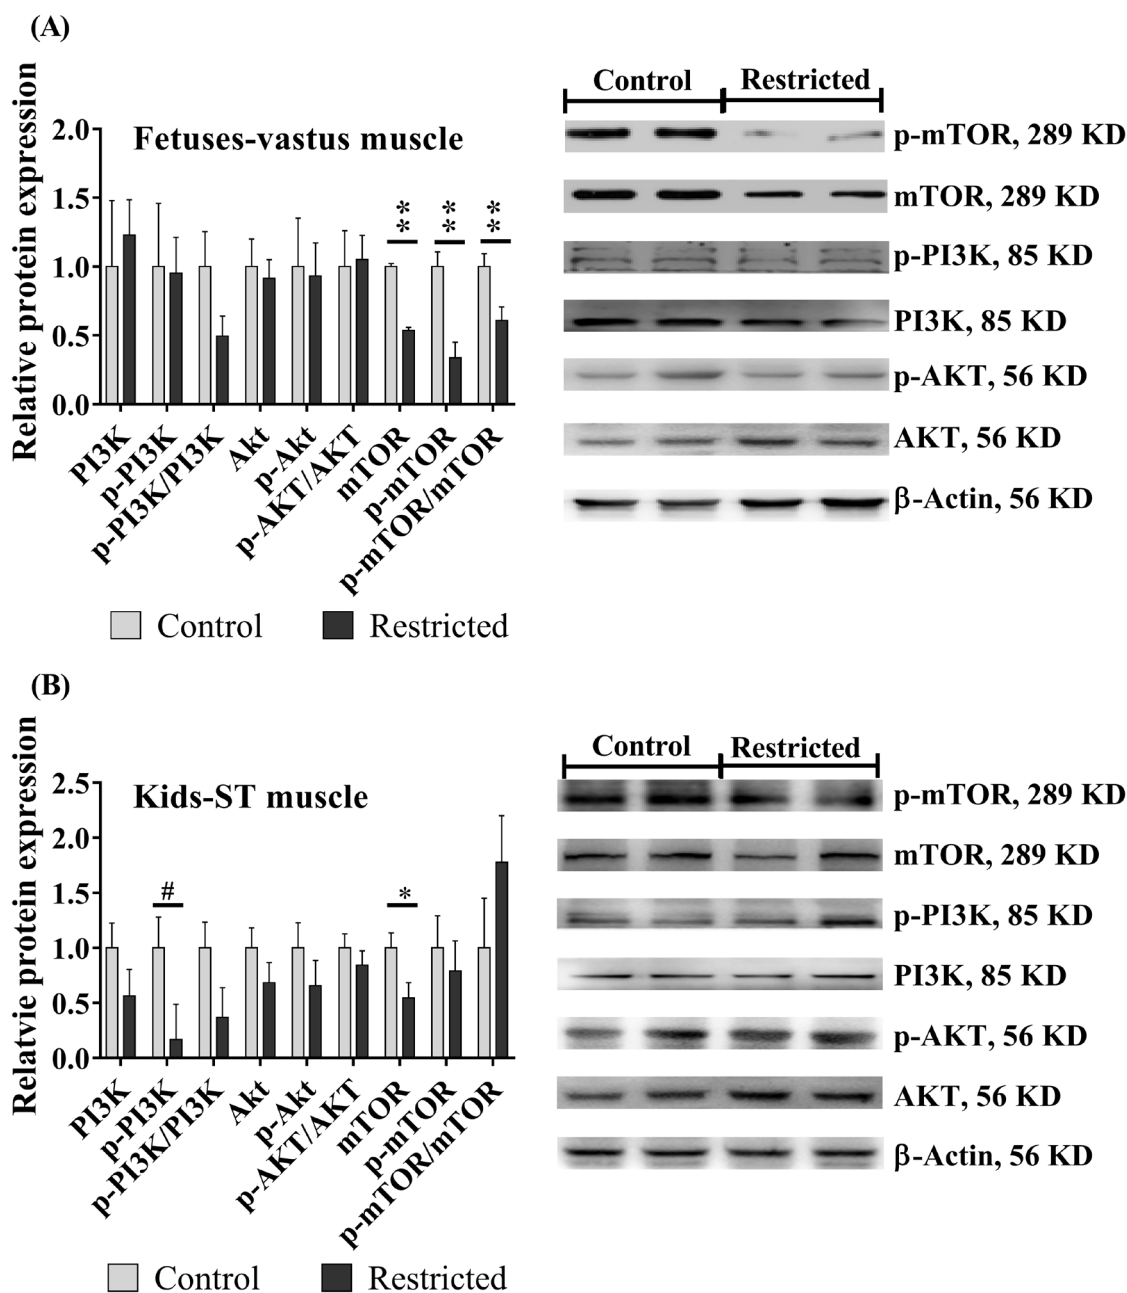 (A)
Relative protein expression
2.0
1.5
1.0
0.5
0.0
Fetuses-vastus muscle
**
**
**
PI3K
p-PI3K
p-PI3K/PI3K
Akt
p-Akt
p-AKT/AKT
mTOR
p-mTOR
p-mTOR/mTOR
Control
Restricted
Control
Restricted
p-mTOR, 289 KD
mTOR, 289 KD
p-PI3K, 85 KD
PI3K, 85 KD
p-AKT, 56 KD
AKT, 56 KD
β-Actin, 56 KD
(B)
Relatvie protein expression
2.5
2.0
1.5
1.0
0.5
0.0
Kids-ST muscle
#
*
PI3K
p-PI3K
p-PI3K/PI3K
Akt
p-Akt
p-AKT/AKT
mTOR
p-mTOR
p-mTOR/mTOR
Control
Restricted
Control
Restricted
p-mTOR, 289 KD
mTOR, 289 KD
p-PI3K, 85 KD
PI3K, 85 KD
p-AKT, 56 KD
AKT, 56 KD
β-Actin, 56 KD